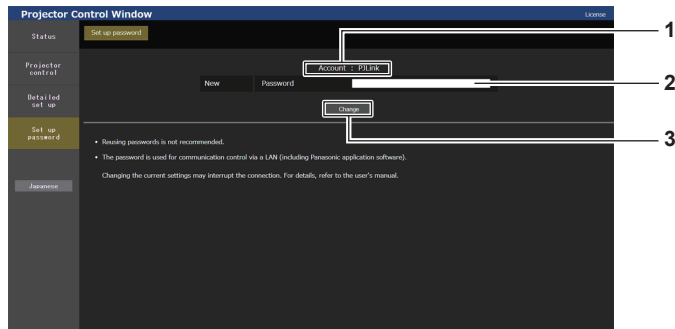 Projector Control Window
License
Status
Set up password
1
Projector
control
Account : PJLink
New Password
2
Detailed
set up
Change
Set up
password
3
• Reusing passwords is not recommended.
• The password is used for communication control via a LAN (including Panasonic application software).
Changing the current settings may interrupt the connection. For details, refer to the user's manual.
Japanese